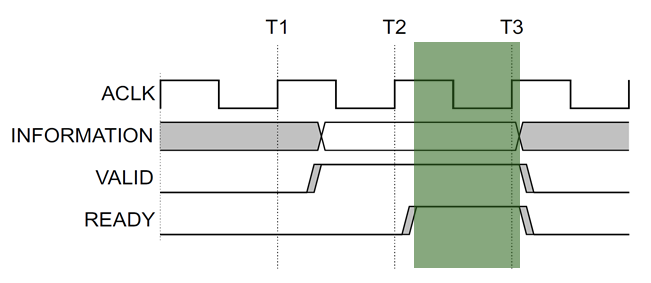 T1 T2 T3
ACLK
INFORMATION
VALID
READY